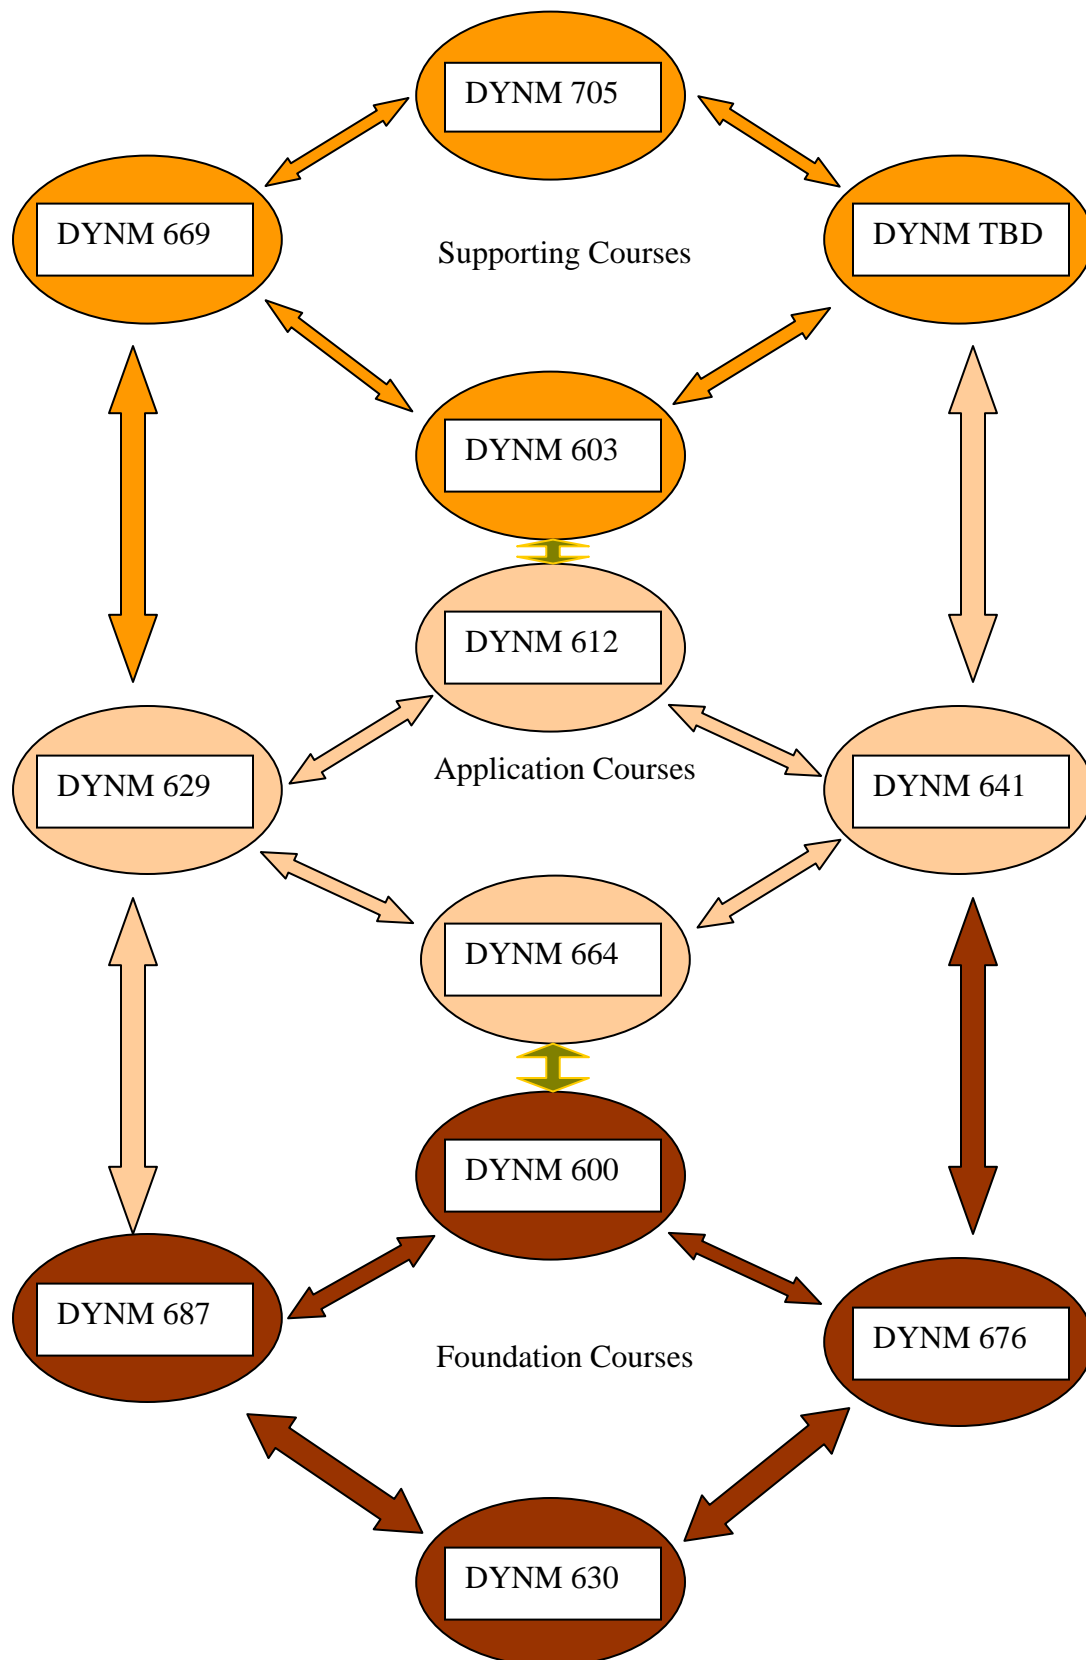 DYNM 705
DYNM 669
DYNM TBD
Supporting Courses
DYNM 603
DYNM 612
Application Courses
DYNM 629
DYNM 641
DYNM 664
DYNM 600
DYNM 687
DYNM 676
Foundation Courses
DYNM 630